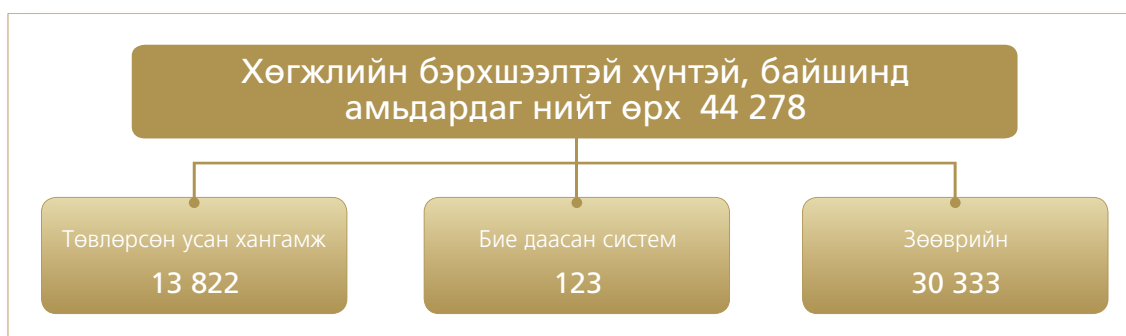 Хөгжлийн бэрхшээлтэй хүнтэй, байшинд
амьдардаг нийт өрх 44 278
Төвлөрсөн усан хангамж
13 822
Бие даасан систем
123
Зөөврийн
30 333